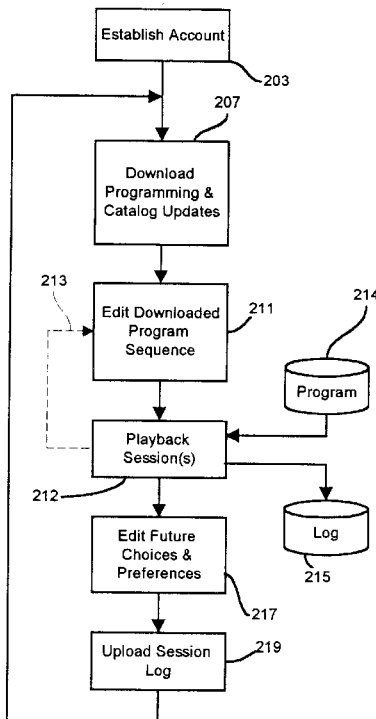 Establish Account
203
207
Download
Programming &
Catalog Updates
213
Edit Downloaded
Program
Sequence
211
214
Program
Playback
Session(s)
212
Log
215
Edit Future
Choices &
Preferences
217
Upload Session
Log
219